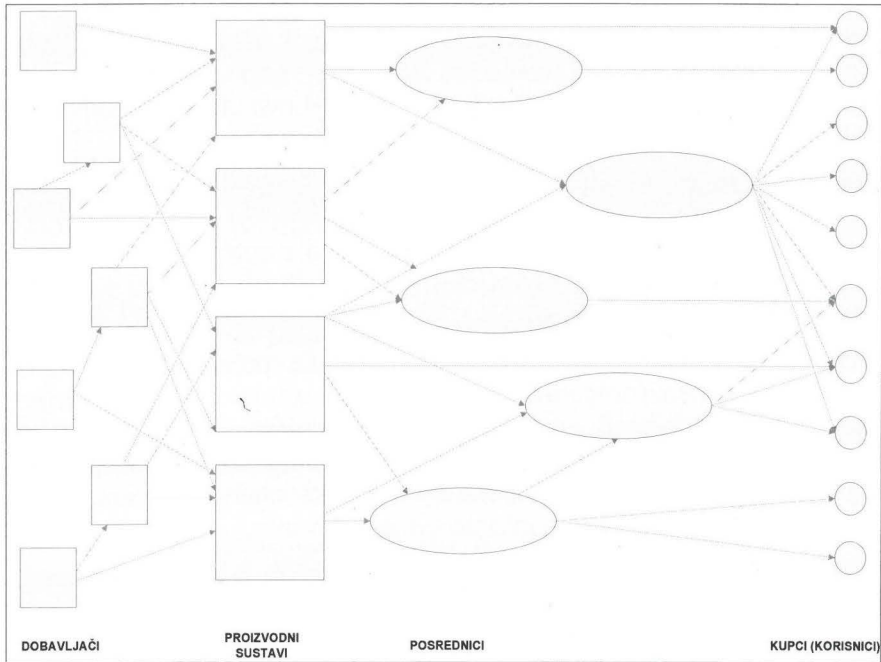 DOBAVLJAČI
PROIZVODNI
SUSTAVI
POSREDNICI
KUPCI (KORISNICI)